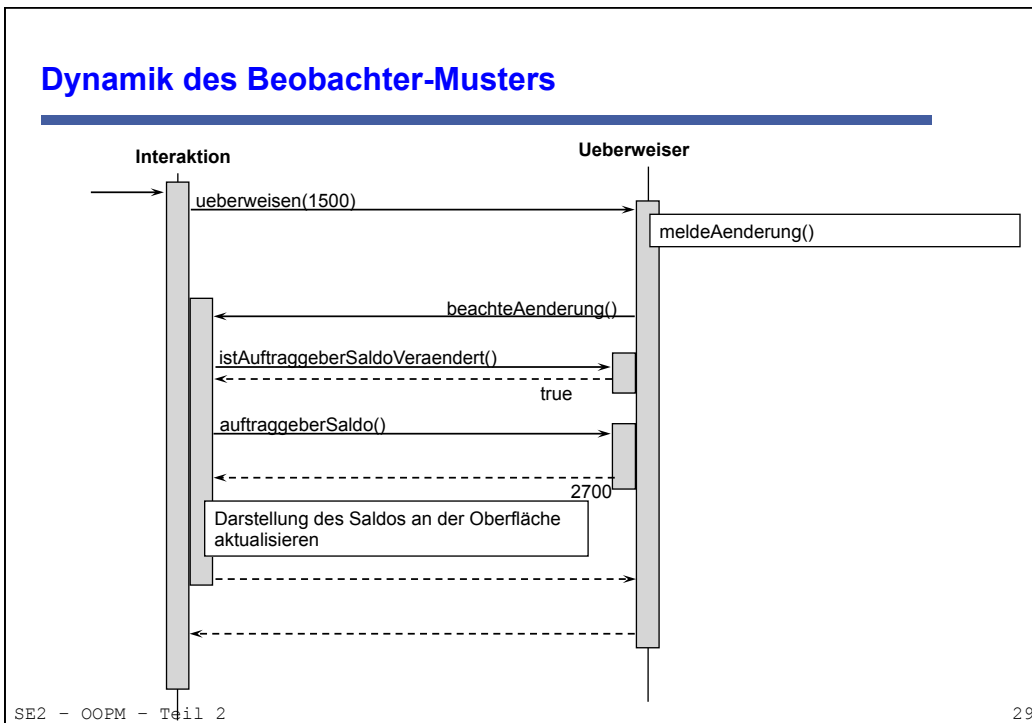 Dynamik des Beobachter-Musters
Interaktion
Ueberweiser
ueberweisen(1500)
meldeAenderung()
beachteAenderung()
istAuftraggeberSaldoVeraendert()
true
auftraggeberSaldo()
2700
Darstellung des Saldos an der Oberfläche
aktualisieren
SE2 - OOPM - Teil 2
29